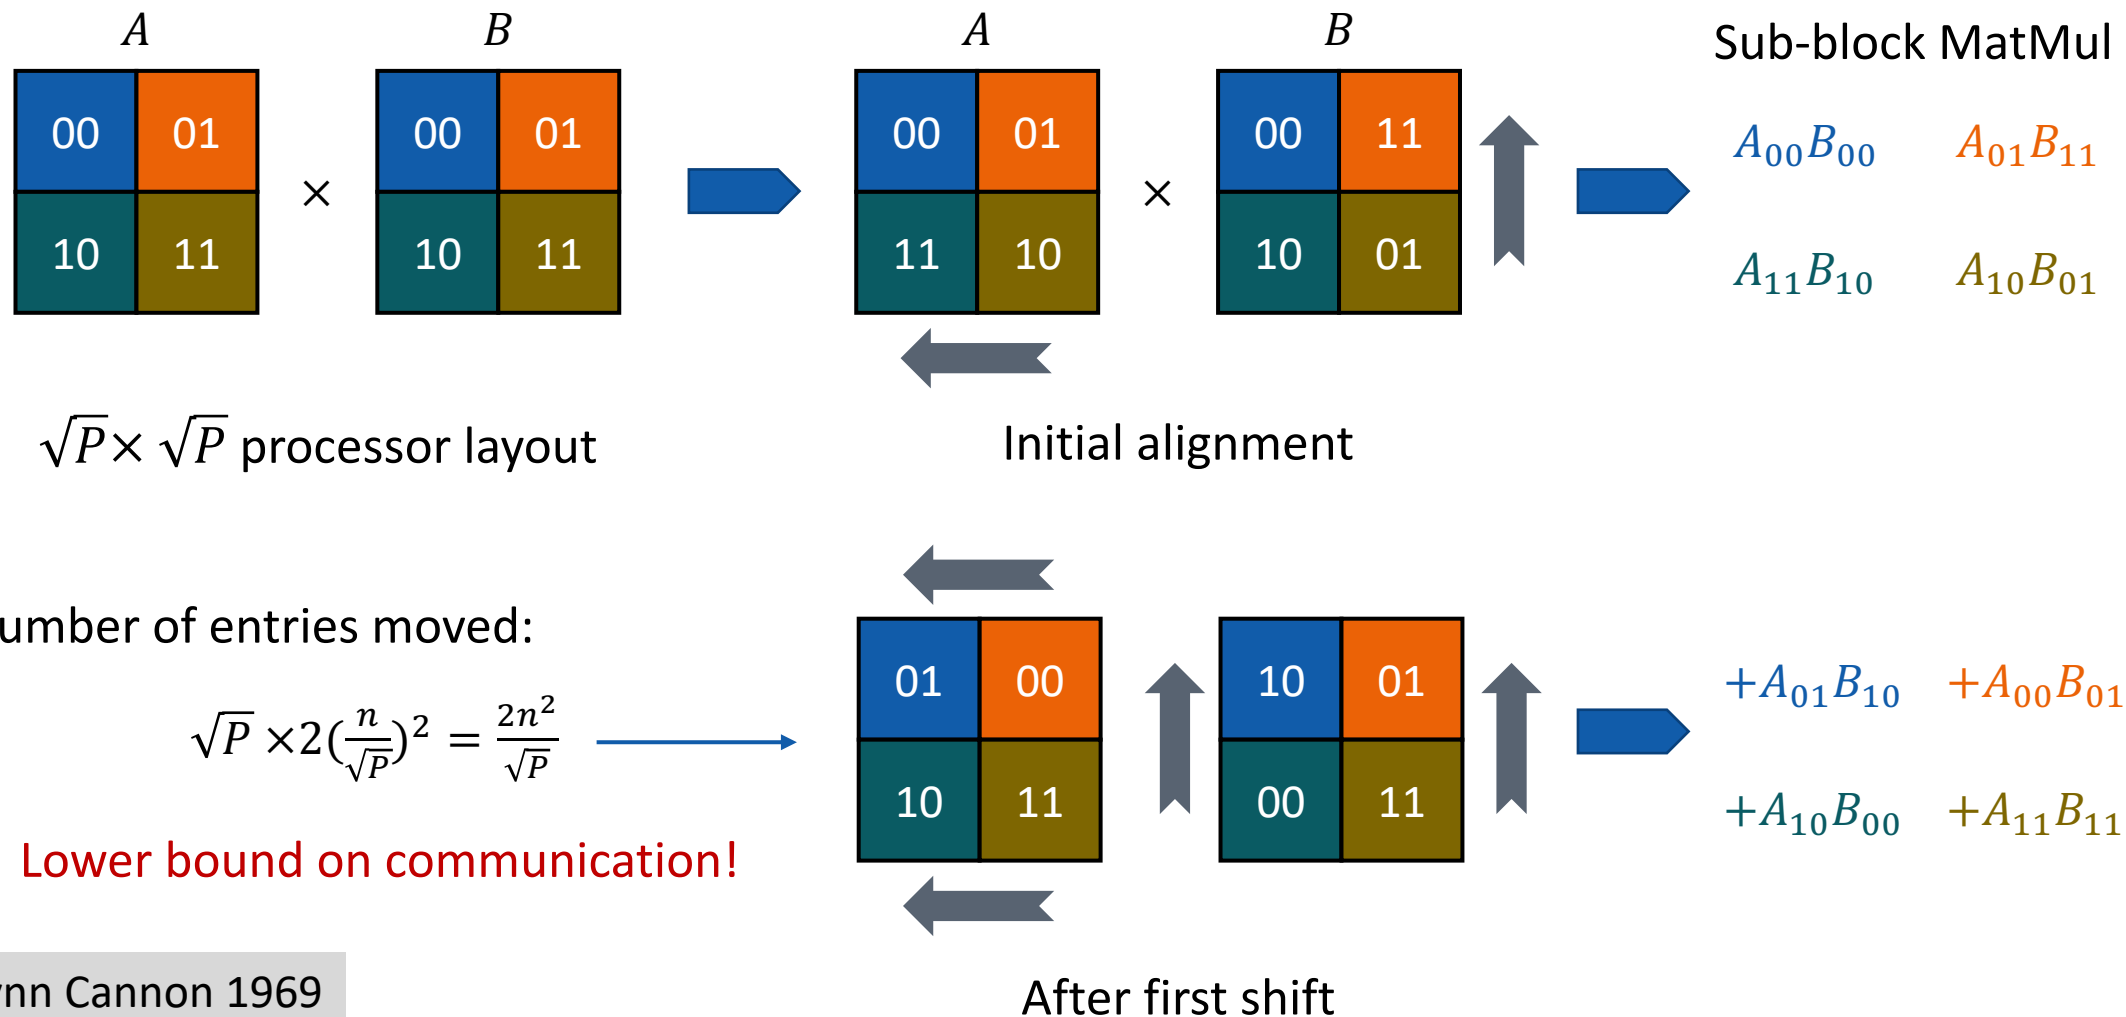 A B A B Sub-block MatMul
00 01 00 01 00 01 00 11 A₀₀B₀₀ A₀₁B₁₁
× ×
10 11 10 11 11 10 10 01 A₁₁B₁₀ A₁₀B₀₁
√P × √P processor layout
Initial alignment
umber of entries moved:
√P ×2(n/√P)² = 2n²/√P
Lower bound on communication!
01 00 10 01 +A₀₁B₁₀ +A₀₀B₀₁
10 11 00 11 +A₁₀B₀₀ +A₁₁B₁₁
ynn Cannon 1969
After first shift